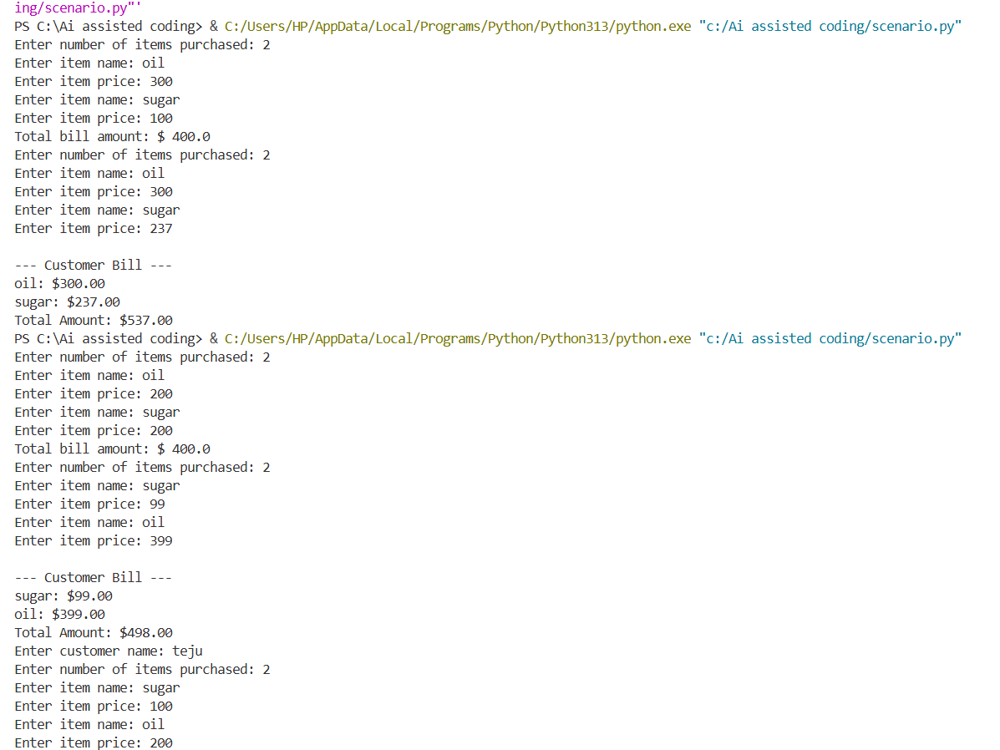 ing/scenario.py"'
PS C:\Ai assisted coding> & C:/Users/HP/AppData/Local/Programs/Python/Python313/python.exe "c:/Ai assisted coding/scenario.py"
Enter number of items purchased: 2
Enter item name: oil
Enter item price: 300
Enter item name: sugar
Enter item price: 100
Total bill amount: $ 400.0
Enter number of items purchased: 2
Enter item name: oil
Enter item price: 300
Enter item name: sugar
Enter item price: 237

--- Customer Bill ---
oil: $300.00
sugar: $237.00
Total Amount: $537.00
PS C:\Ai assisted coding> & C:/Users/HP/AppData/Local/Programs/Python/Python313/python.exe "c:/Ai assisted coding/scenario.py"
Enter number of items purchased: 2
Enter item name: oil
Enter item price: 200
Enter item name: sugar
Enter item price: 200
Total bill amount: $ 400.0
Enter number of items purchased: 2
Enter item name: sugar
Enter item price: 99
Enter item name: oil
Enter item price: 399

--- Customer Bill ---
sugar: $99.00
oil: $399.00
Total Amount: $498.00
Enter customer name: teju
Enter number of items purchased: 2
Enter item name: sugar
Enter item price: 100
Enter item name: oil
Enter item price: 200